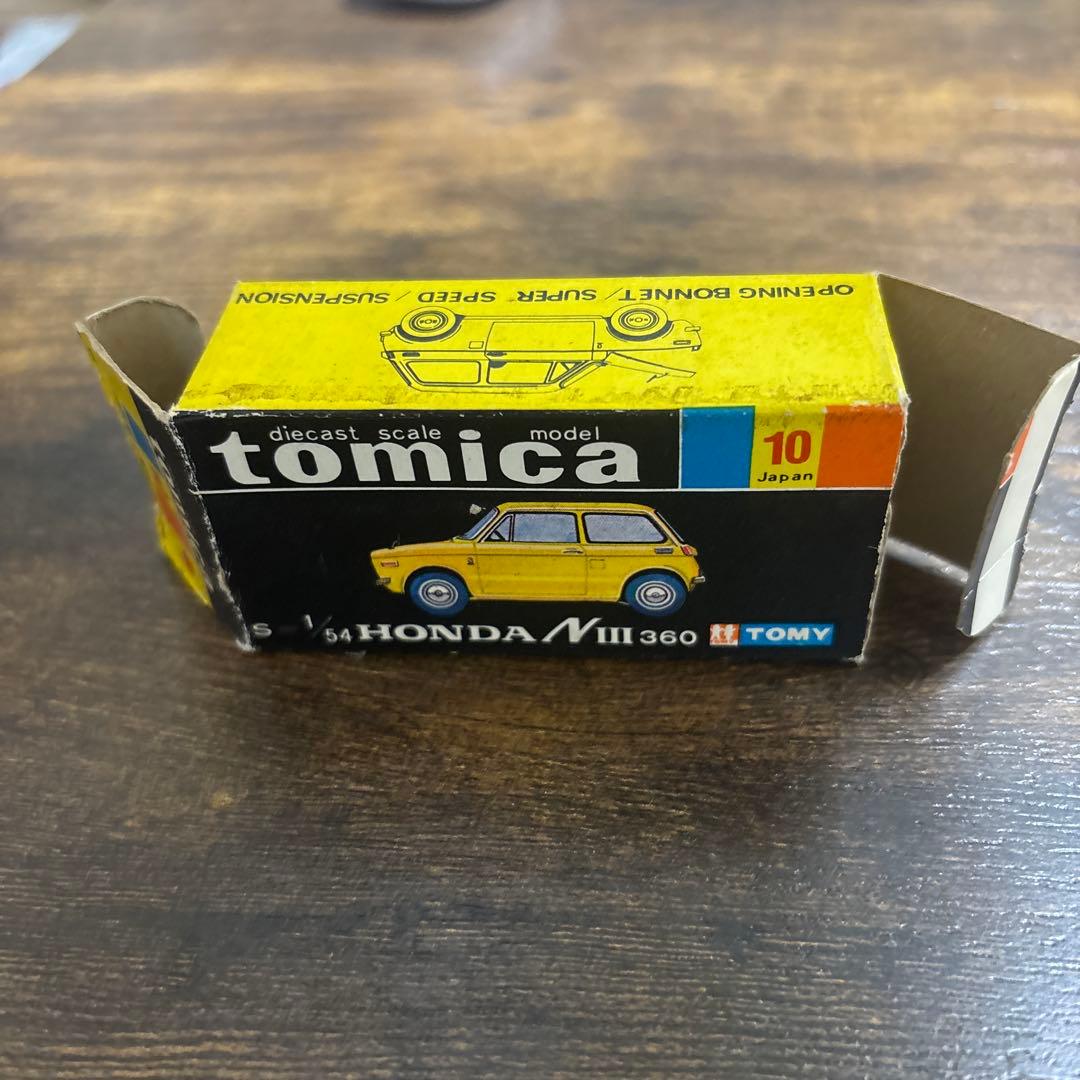 OPENING BONNET / SUPER SPEED / SUSPENSION
diecast scale model
tomica
10
Japan
S 1/54 HONDA N III 360 TOMY